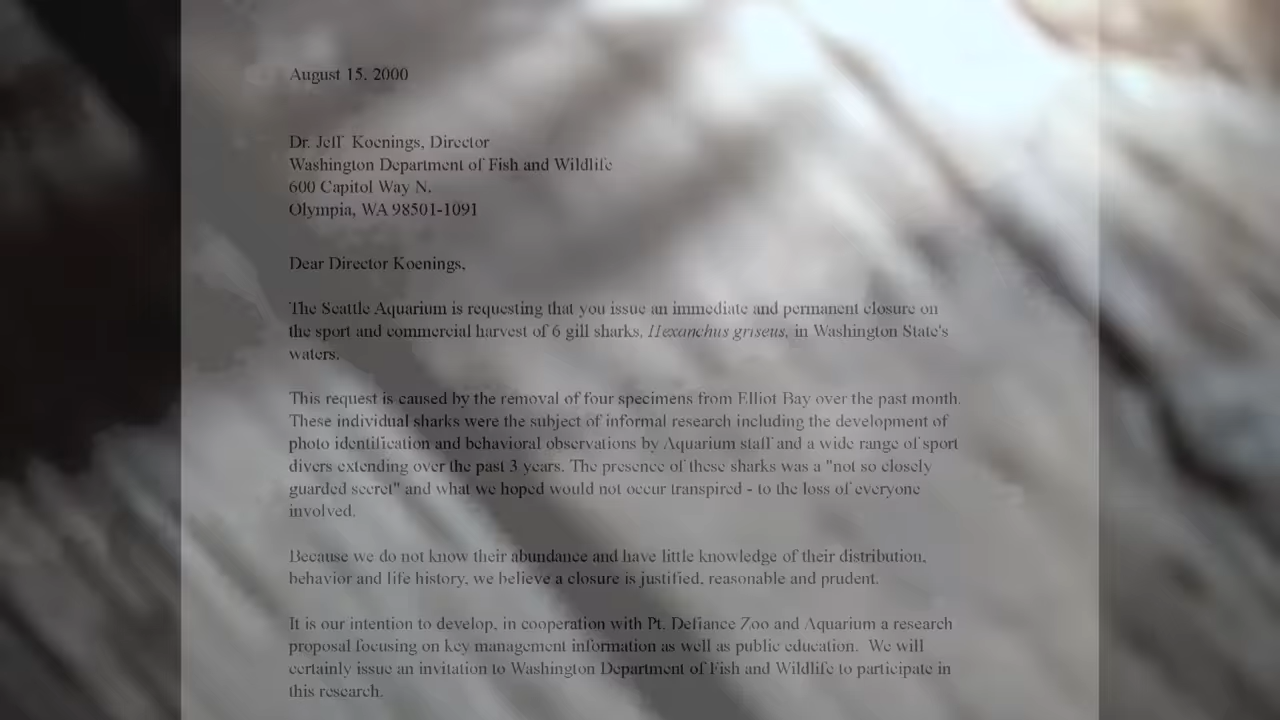 August 15, 2000
Dr. Jeff Koenings, Director
Washington Department of Fish and Wildlife
600 Capitol Way N.
Olympia, WA 98501-1091
Dear Director Koenings,
The Seattle Aquarium is requesting that you issue an immediate and permanent closure on
the sport and commercial harvest of 6 gill sharks, Hexanchus griseus, in Washington State's
waters.
This request is caused by the removal of four specimens from Elliot Bay over the past month.
These individual sharks were the subject of informal research including the development of
photo identification and behavioral observations by Aquarium staff and a wide range of sport
divers extending over the past 3 years. The presence of these sharks was a "not so closely
guarded secret" and what we hoped would not occur transpired - to the loss of everyone
involved.
Because we do not know their abundance and have little knowledge of their distribution,
behavior and life history, we believe a closure is justified, reasonable and prudent.
It is our intention to develop, in cooperation with Pt. Defiance Zoo and Aquarium a research
proposal focusing on key management information as well as public education. We will
certainly issue an invitation to Washington Department of Fish and Wildlife to participate in
this research.